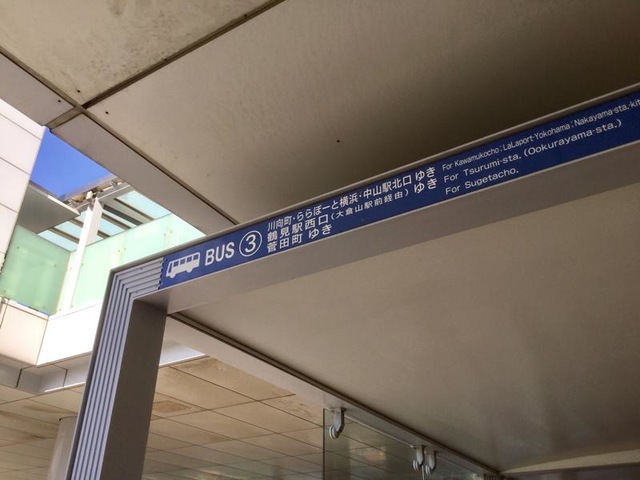 BUS ③
川向町・ららぽーと横浜・中山駅北口 ゆき
鶴見駅西口(大倉山駅前経由) ゆき
菅田町 ゆき
For Kawamukocho・LaLaport-Yokohama・Nakayama-sta.-kit
For Tsurumi-sta. (Ookurayama-sta.)
For Sugetacho.